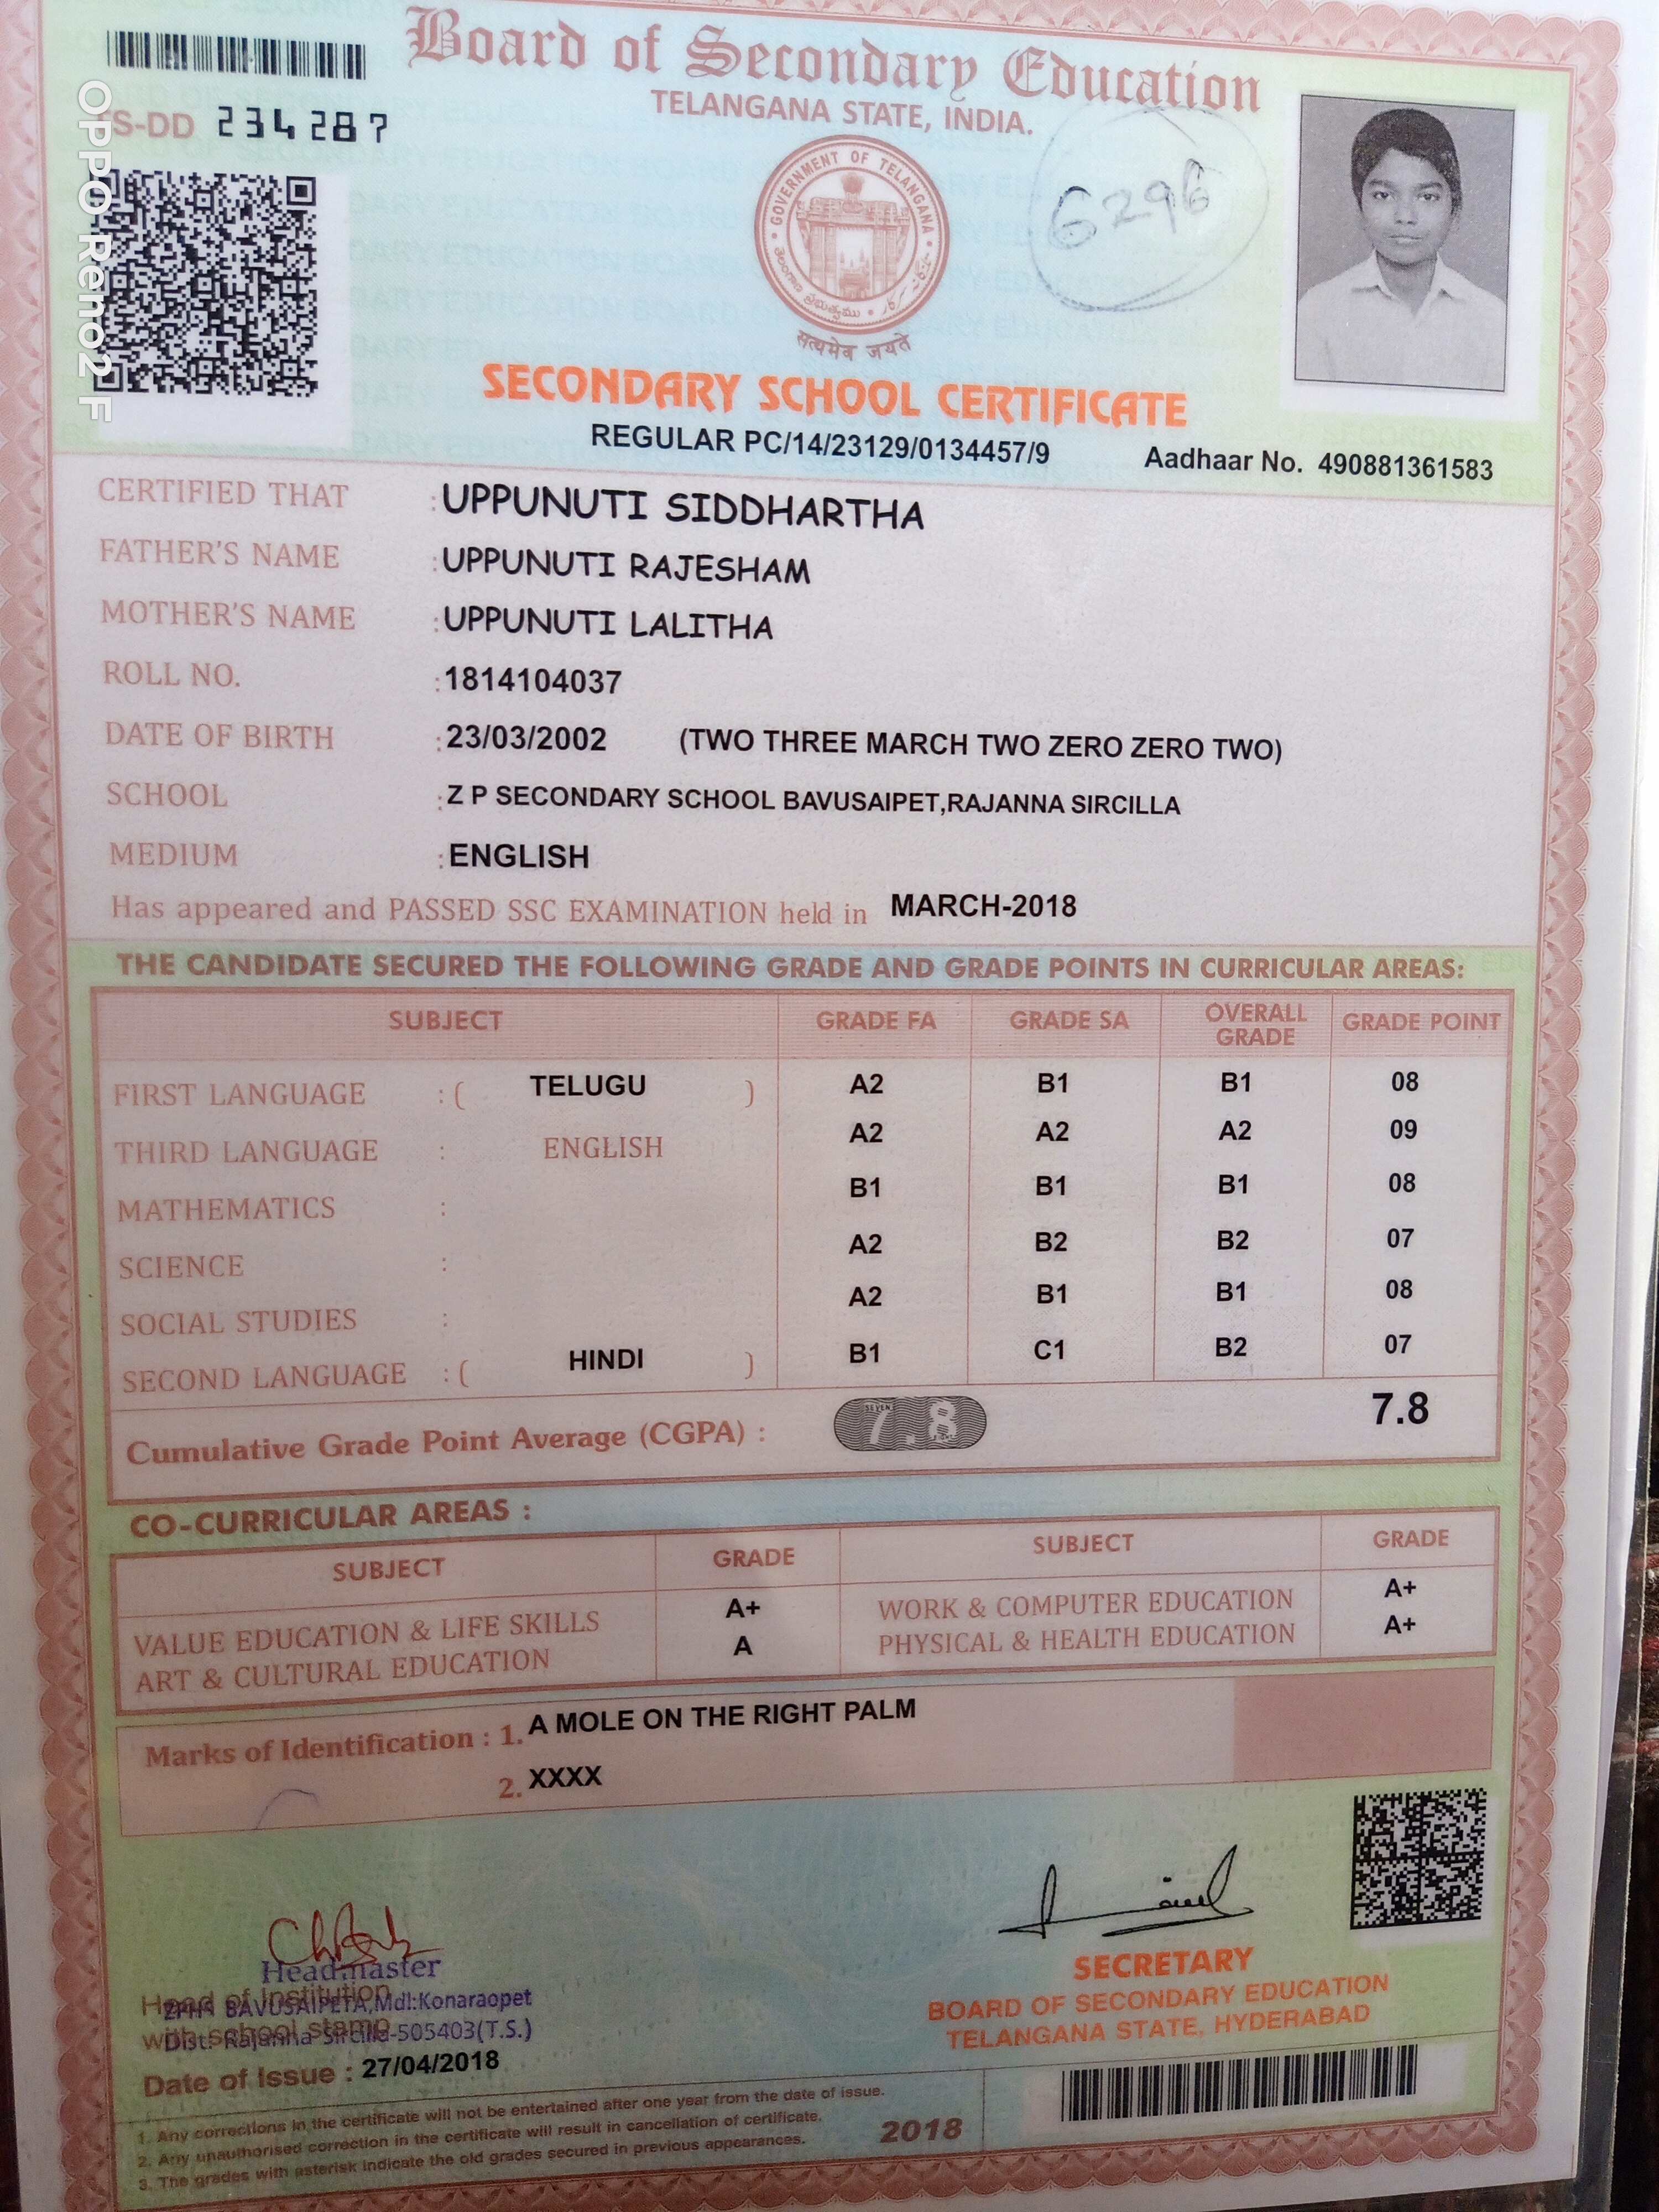 Board of Secondary Education
TELANGANA STATE, INDIA.
S-DD 234287
OPPO Reno2 F
GOVERNMENT OF TELANGANA
सत्यमेव जयते
6296
SECONDARY SCHOOL CERTIFICATE
REGULAR PC/14/23129/0134457/9
Aadhaar No. 490881361583
CERTIFIED THAT : UPPUNUTI SIDDHARTHA
FATHER'S NAME : UPPUNUTI RAJESHAM
MOTHER'S NAME : UPPUNUTI LALITHA
ROLL NO. : 1814104037
DATE OF BIRTH : 23/03/2002 (TWO THREE MARCH TWO ZERO ZERO TWO)
SCHOOL : Z P SECONDARY SCHOOL BAVUSAIPET,RAJANNA SIRCILLA
MEDIUM : ENGLISH
Has appeared and PASSED SSC EXAMINATION held in MARCH-2018
THE CANDIDATE SECURED THE FOLLOWING GRADE AND GRADE POINTS IN CURRICULAR AREAS:
SUBJECT GRADE FA GRADE SA OVERALL GRADE GRADE POINT
FIRST LANGUAGE : ( TELUGU ) A2 B1 B1 08
THIRD LANGUAGE : ENGLISH A2 A2 A2 09
MATHEMATICS : B1 B1 B1 08
SCIENCE : A2 B2 B2 07
SOCIAL STUDIES : A2 B1 B1 08
SECOND LANGUAGE : ( HINDI ) B1 C1 B2 07
Cumulative Grade Point Average (CGPA) : 7.8 7.8
CO-CURRICULAR AREAS :
SUBJECT GRADE SUBJECT GRADE
VALUE EDUCATION & LIFE SKILLS A+ WORK & COMPUTER EDUCATION A+
ART & CULTURAL EDUCATION A PHYSICAL & HEALTH EDUCATION A+
Marks of Identification : 1. A MOLE ON THE RIGHT PALM
2. XXXX
Headmaster
Head of Institution
ZPHS BAVUSAIPETA,Mdl:Konaraopet
with school stamp
Dist: Rajanna Sircilla-505403(T.S.)
Date of Issue : 27/04/2018
SECRETARY
BOARD OF SECONDARY EDUCATION
TELANGANA STATE, HYDERABAD
1. Any corrections in the certificate will not be entertained after one year from the date of issue.
2. Any unauthorised correction in the certificate will result in cancellation of certificate.
3. The grades with asterisk indicate the old grades secured in previous appearances.
2018